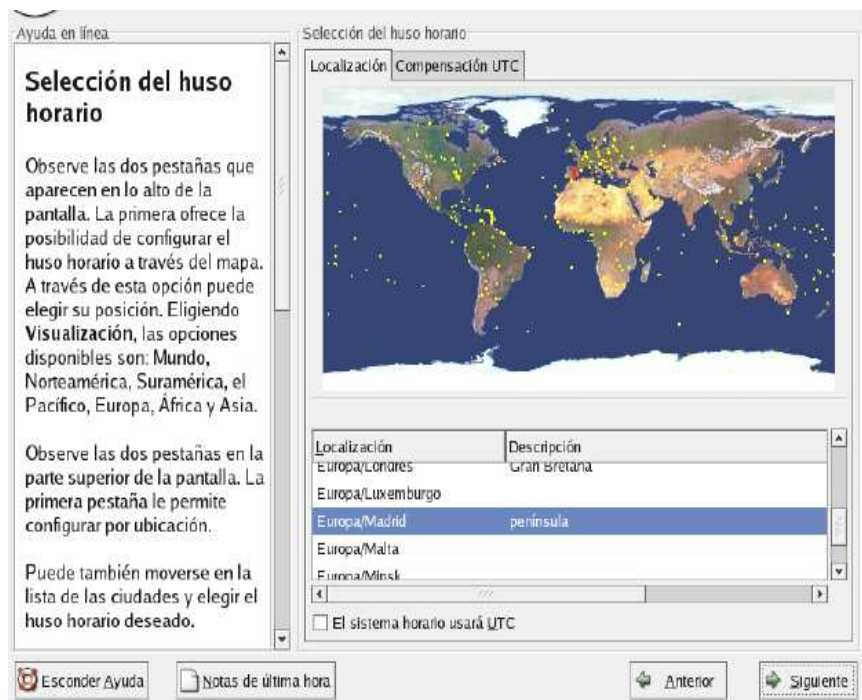 Ayuda en línea
Selección del huso
horario
Observe las dos pestañas que
aparecen en lo alto de la
pantalla. La primera ofrece la
posibilidad de configurar el
huso horario a través del mapa.
A través de esta opción puede
elegir su posición. Eligiendo
Visualización, las opciones
disponibles son: Mundo,
Norteamérica, Suramérica, el
Pacífico, Europa, África y Asia.
Observe las dos pestañas en la
parte superior de la pantalla. La
primera pestaña le permite
configurar por ubicación.
Puede también moverse en la
lista de las ciudades y elegir el
huso horario deseado.
Selección del huso horario
Localización Compensación UTC
Localización Descripción
Europa/Londres Gran Bretaña
Europa/Luxemburgo
Europa/Madrid península
Europa/Malta
Europa/Minsk
El sistema horario usará UTC
Esconder Ayuda Notas de última hora Anterior Siguiente